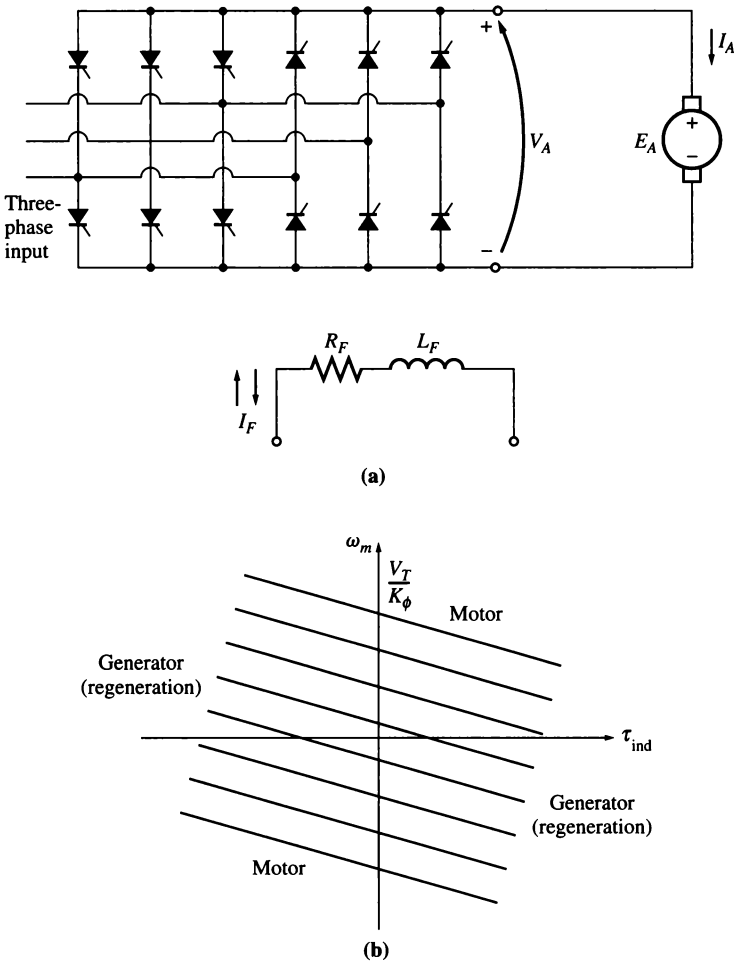 +
I_A
V_A
E_A
+
−
−
Three-
phase
input
R_F
L_F
I_F
(a)
ω_m
V_T
K_ϕ
Motor
Generator
(regeneration)
τ_ind
Generator
(regeneration)
Motor
(b)